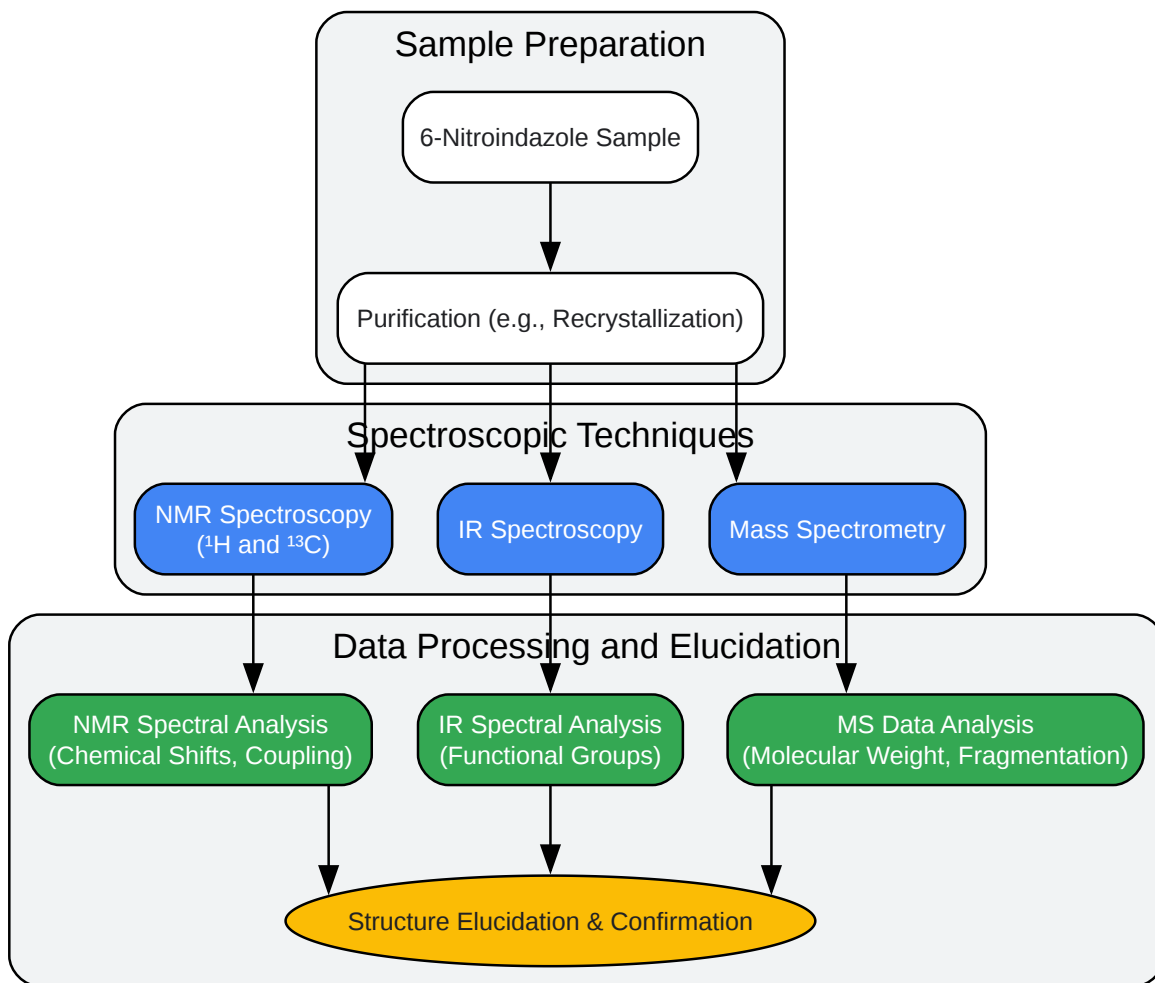 Sample Preparation
6-Nitroindazole Sample
Purification (e.g., Recrystallization)
Spectroscopic Techniques
NMR Spectroscopy
(¹H and ¹³C)
IR Spectroscopy
Mass Spectrometry
Data Processing and Elucidation
NMR Spectral Analysis
(Chemical Shifts, Coupling)
IR Spectral Analysis
(Functional Groups)
MS Data Analysis
(Molecular Weight, Fragmentation)
Structure Elucidation & Confirmation